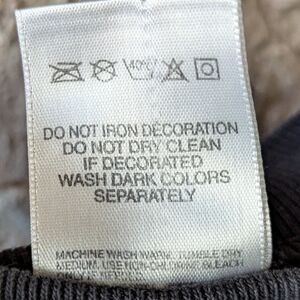 40
DO NOT IRON DECORATION
DO NOT DRY CLEAN
IF DECORATED
WASH DARK COLORS
SEPARATELY
MACHINE WASH WARM. TUMBLE DRY
MEDIUM. USE NON-CHLORINE BLEACH